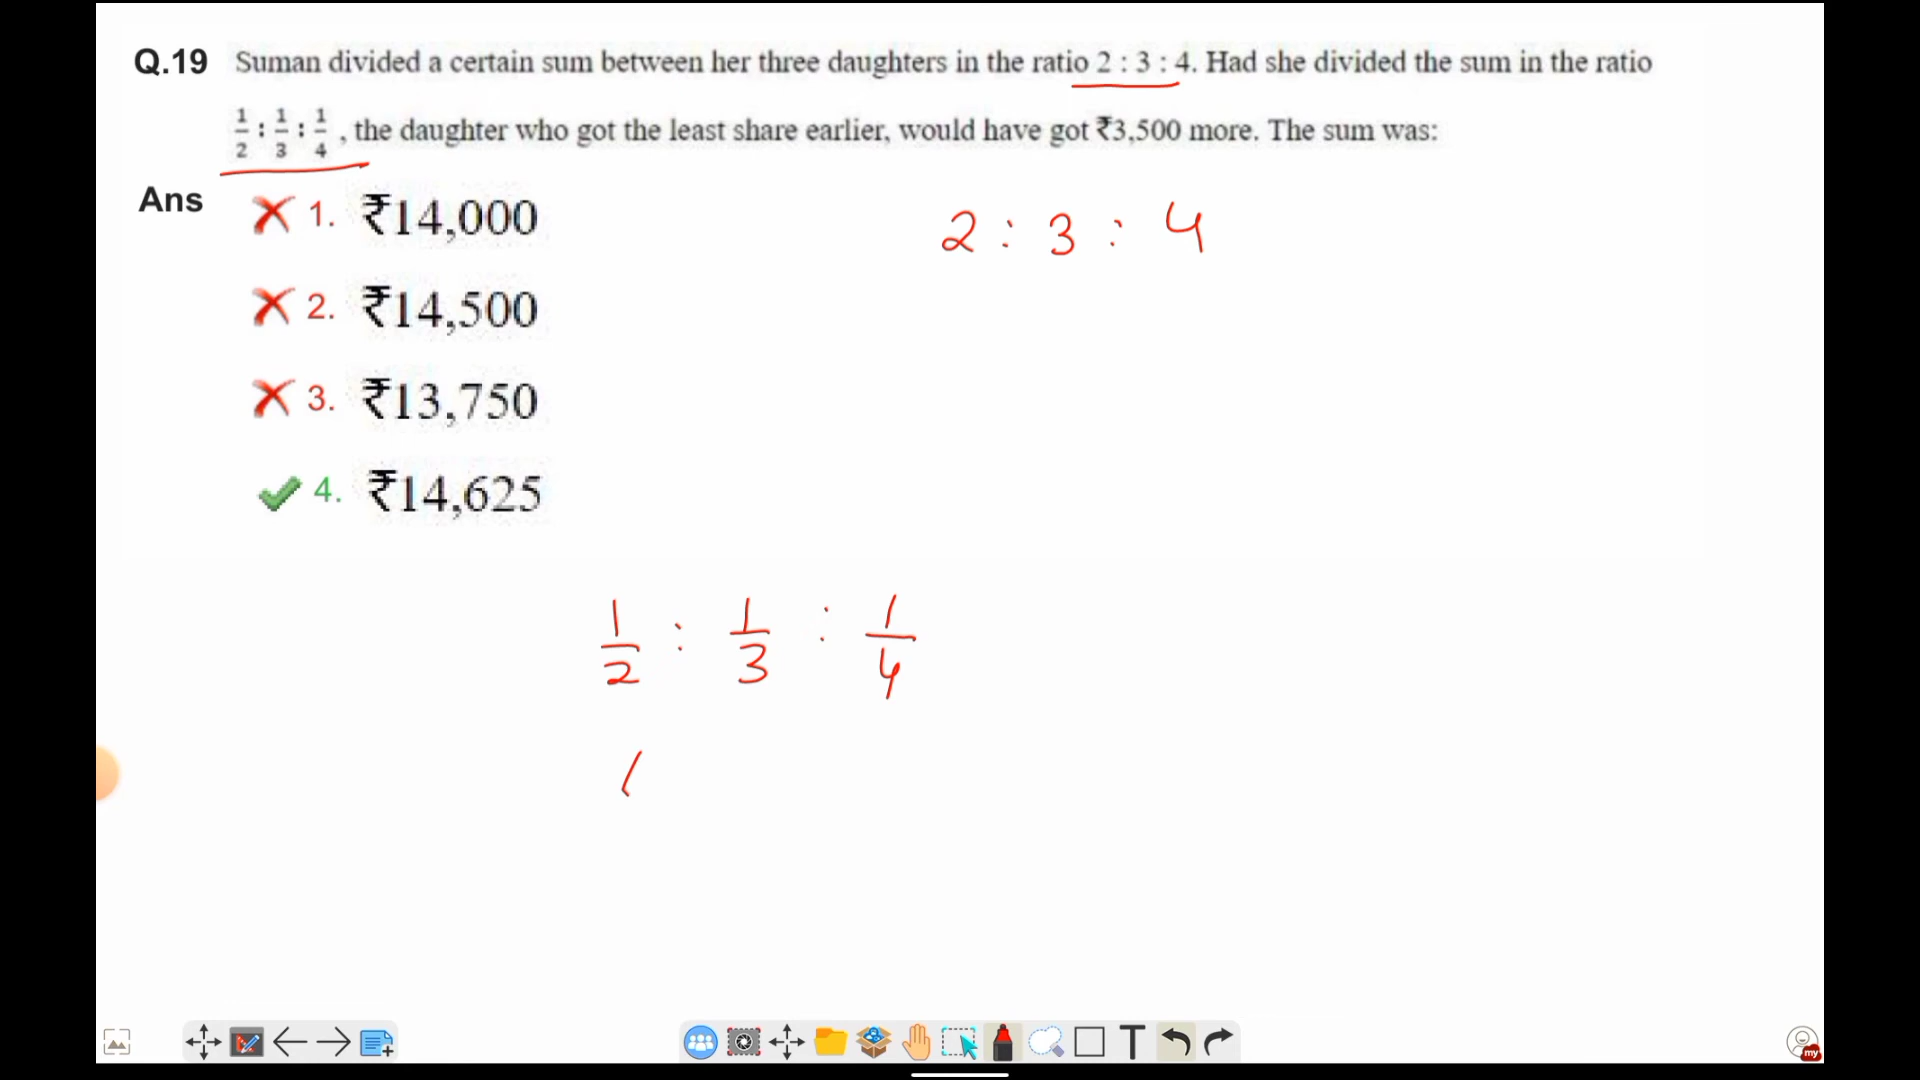 Q.19 Suman divided a certain sum between her three daughters in the ratio 2 : 3 : 4. Had she divided the sum in the ratio
1/2 : 1/3 : 1/4 , the daughter who got the least share earlier, would have got ₹3,500 more. The sum was:
Ans
1. ₹14,000
2 : 3 : 4
2. ₹14,500
3. ₹13,750
4. ₹14,625
1/2 : 1/3 : 1/4
T
my